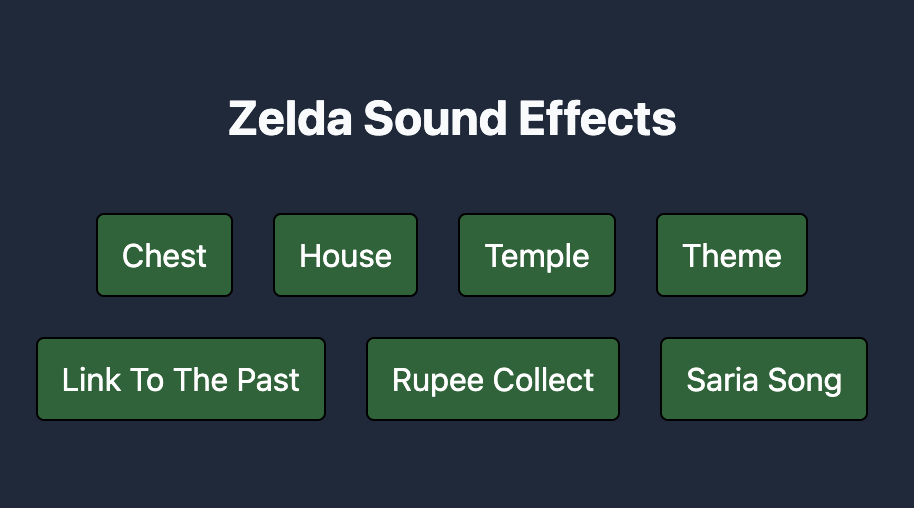 Zelda Sound Effects
Chest House Temple Theme
Link To The Past Rupee Collect Saria Song